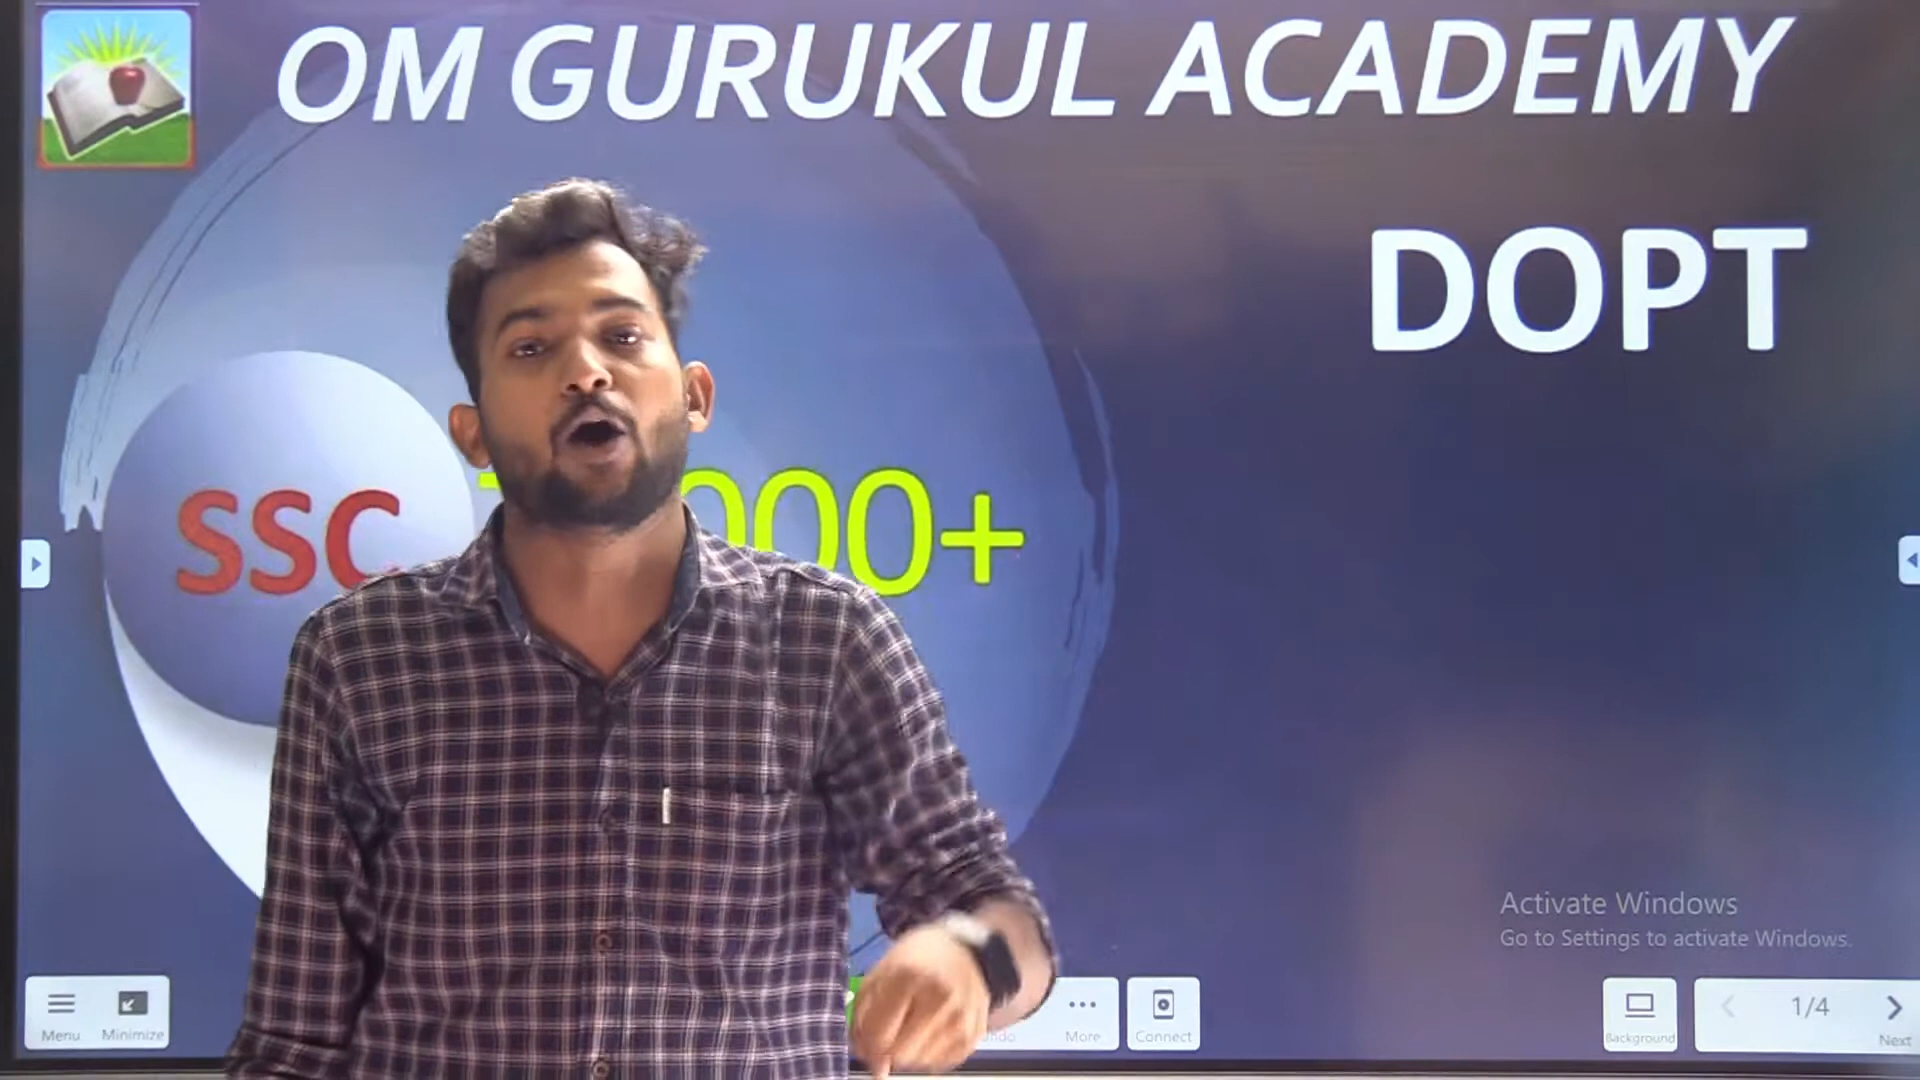 OM GURUKUL ACADEMY
DOPT
SSC
000+
Activate Windows
Go to Settings to activate Windows.
Menu
Minimize
More
Connect
Background
1/4
Next